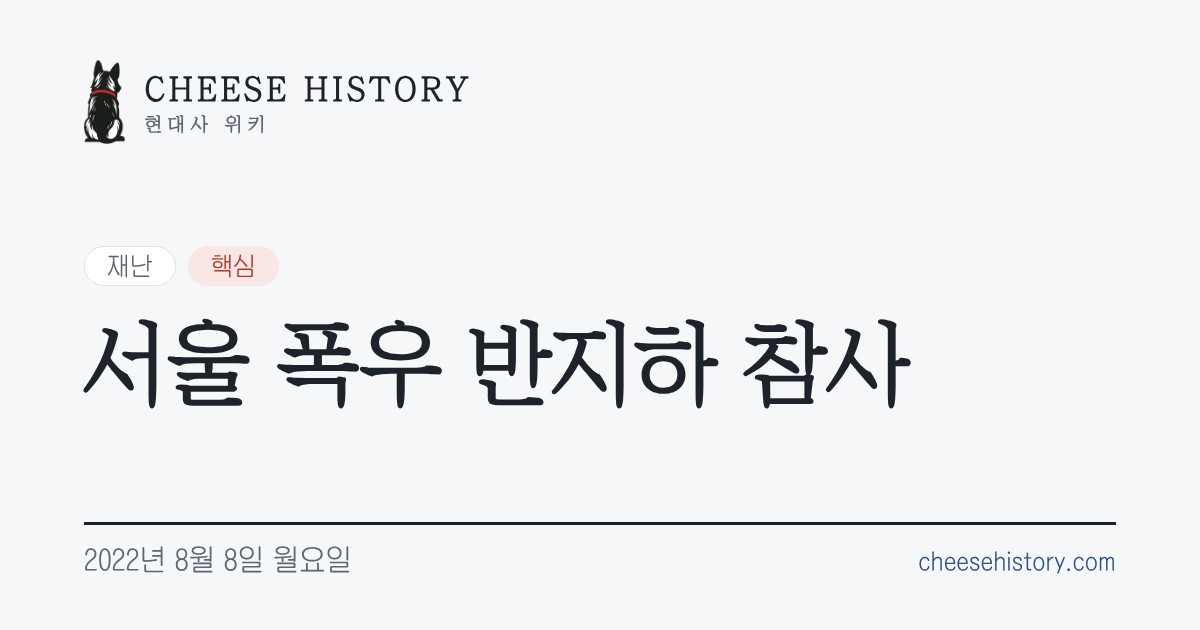 CHEESE HISTORY
현대사 위키
재난 핵심
서울 폭우 반지하 참사
2022년 8월 8일 월요일
cheesehistory.com